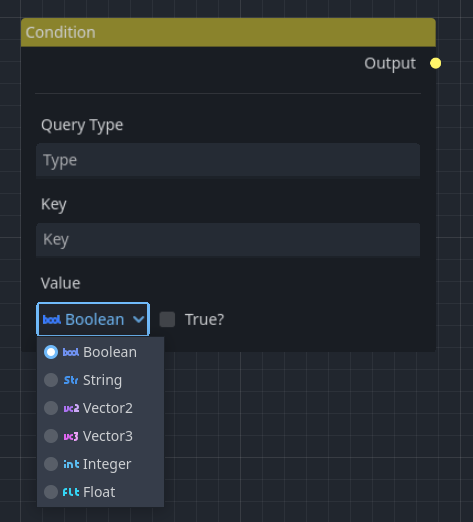 Condition
Output
Query Type
Type
Key
Key
Value
bool Boolean True?
bool Boolean
Str String
vc2 Vector2
vc3 Vector3
int Integer
flt Float